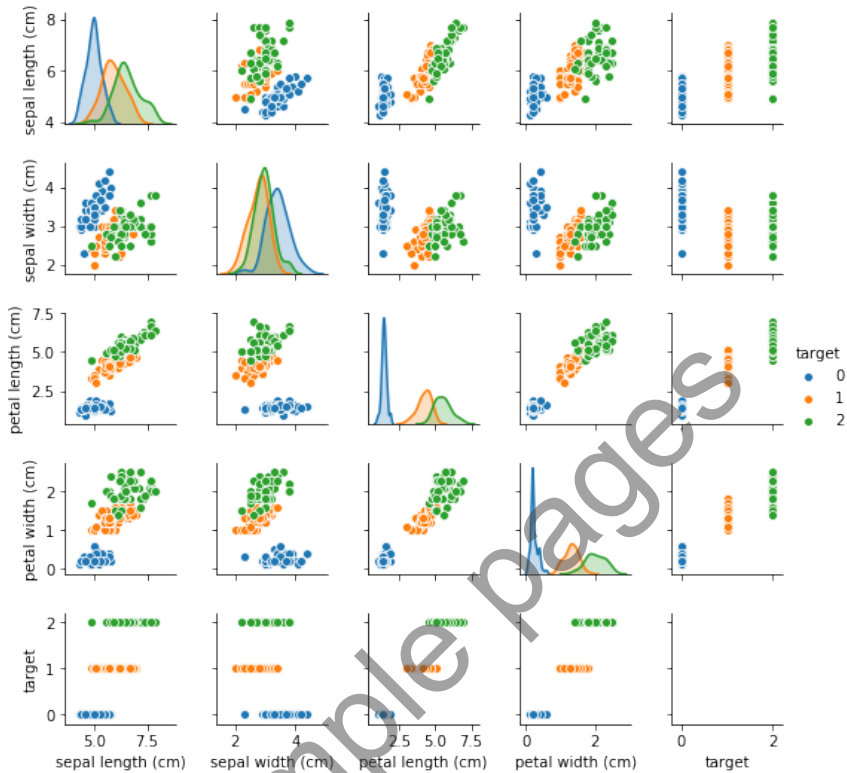 8
6
4
sepal length (cm)
4
3
2
sepal width (cm)
7.5
5.0
2.5
petal length (cm)
target
0
1
2
2
1
0
petal width (cm)
2
1
0
target
5.0 7.5
2 4
2.5 5.0 7.5
0 2
0 2
sepal length (cm) sepal width (cm) petal length (cm) petal width (cm) target
mple pages